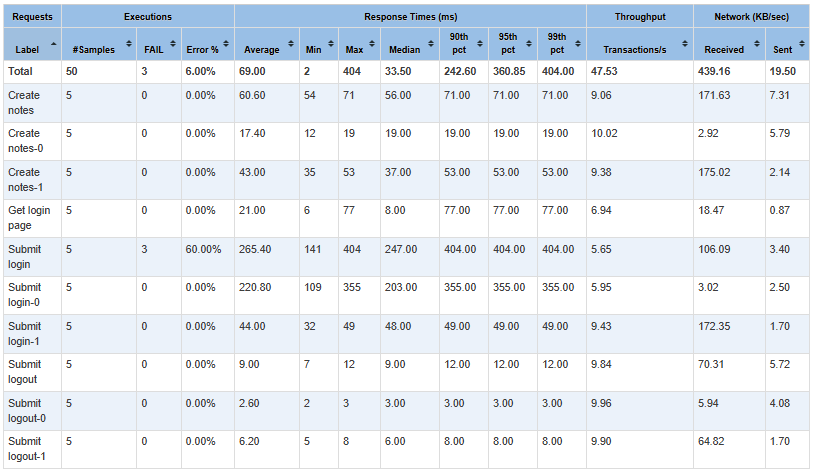 Requests Executions Response Times (ms) Throughput Network (KB/sec)
Label #Samples FAIL Error % Average Min Max Median 90th pct 95th pct 99th pct Transactions/s Received Sent
Total 50 3 6.00% 69.00 2 404 33.50 242.60 360.85 404.00 47.53 439.16 19.50
Create notes 5 0 0.00% 60.60 54 71 56.00 71.00 71.00 71.00 9.06 171.63 7.31
Create notes-0 5 0 0.00% 17.40 12 19 19.00 19.00 19.00 19.00 10.02 2.92 5.79
Create notes-1 5 0 0.00% 43.00 35 53 37.00 53.00 53.00 53.00 9.38 175.02 2.14
Get login page 5 0 0.00% 21.00 6 77 8.00 77.00 77.00 77.00 6.94 18.47 0.87
Submit login 5 3 60.00% 265.40 141 404 247.00 404.00 404.00 404.00 5.65 106.09 3.40
Submit login-0 5 0 0.00% 220.80 109 355 203.00 355.00 355.00 355.00 5.95 3.02 2.50
Submit login-1 5 0 0.00% 44.00 32 49 48.00 49.00 49.00 49.00 9.43 172.35 1.70
Submit logout 5 0 0.00% 9.00 7 12 9.00 12.00 12.00 12.00 9.84 70.31 5.72
Submit logout-0 5 0 0.00% 2.60 2 3 3.00 3.00 3.00 3.00 9.96 5.94 4.08
Submit logout-1 5 0 0.00% 6.20 5 8 6.00 8.00 8.00 8.00 9.90 64.82 1.70